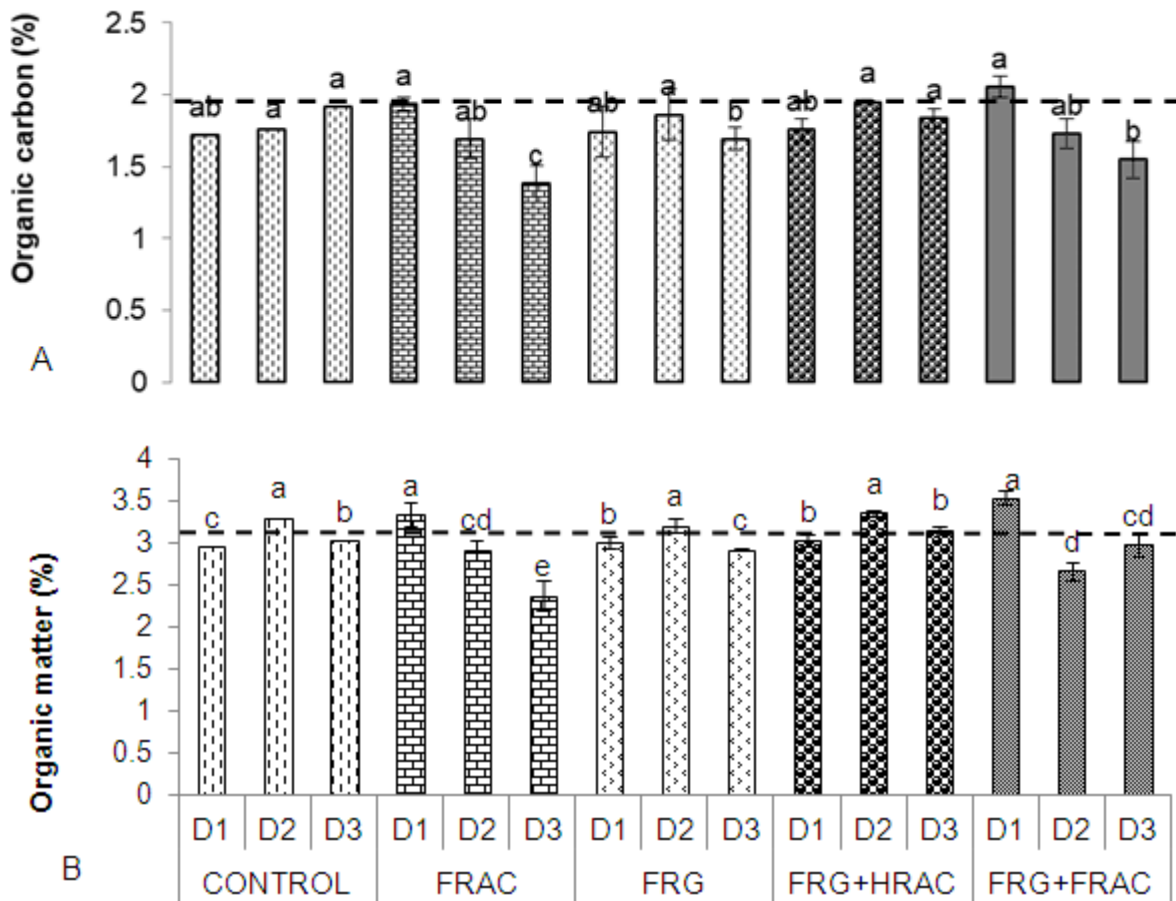 Organic carbon (%)
2.5
2
1.5
1
0.5
0
ab a a a ab c ab a b ab a a a ab b
A
Organic matter (%)
4
3.5
3
2.5
2
1.5
1
0.5
0
c a b a cd e b a c b a b a d cd
D1 D2 D3 D1 D2 D3 D1 D2 D3 D1 D2 D3 D1 D2 D3
CONTROL FRAC FRG FRG+HRAC FRG+FRAC
B